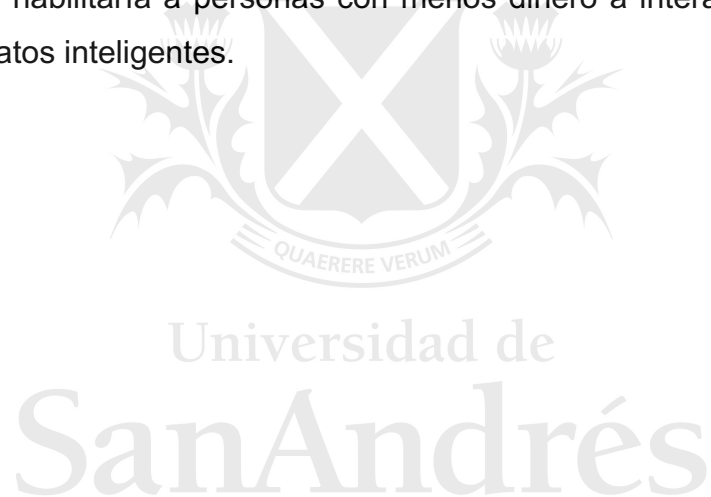 habilitaría a personas con menos dinero a intera
atos inteligentes.
QUAERERE VERUM
Universidad de
SanAndrés